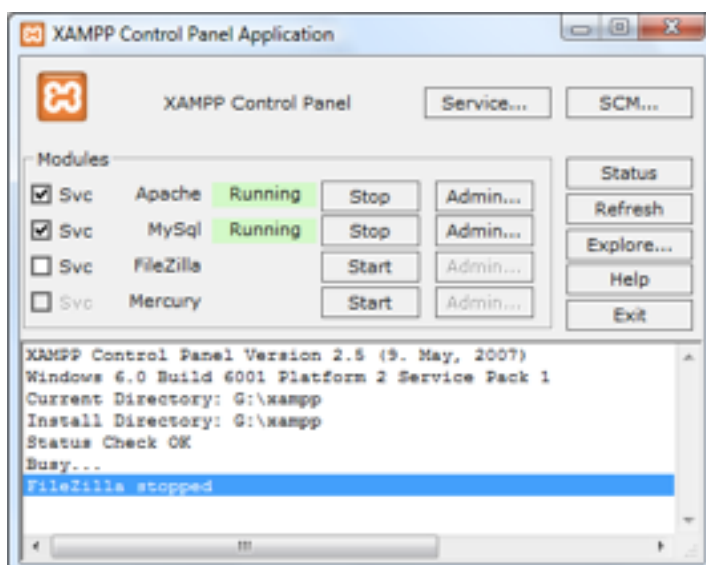 XAMPP Control Panel Application
XAMPP Control Panel Service... SCM...
Modules
Svc Apache Running Stop Admin...
Svc MySql Running Stop Admin...
Svc FileZilla Start Admin...
Svc Mercury Start Admin...
Status
Refresh
Explore...
Help
Exit
XAMPP Control Panel Version 2.5 (9. May, 2007)
Windows 6.0 Build 6001 Platform 2 Service Pack 1
Current Directory: G:\xampp
Install Directory: G:\xampp
Status Check OK
Busy...
FileZilla stopped